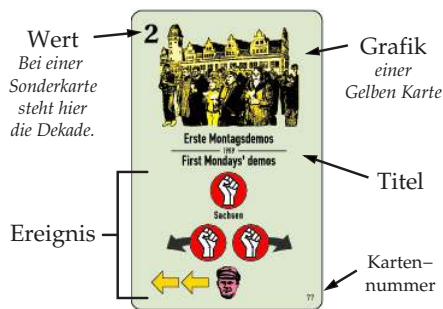 Wert
Bei einer
Sonderkarte
steht hier
die Dekade.
2
Grafik
einer
Gelben Karte
Erste Montagsdemos
1989
First Mondays' demos
Titel
Ereignis
Sachsen
Karten–
nummer
77